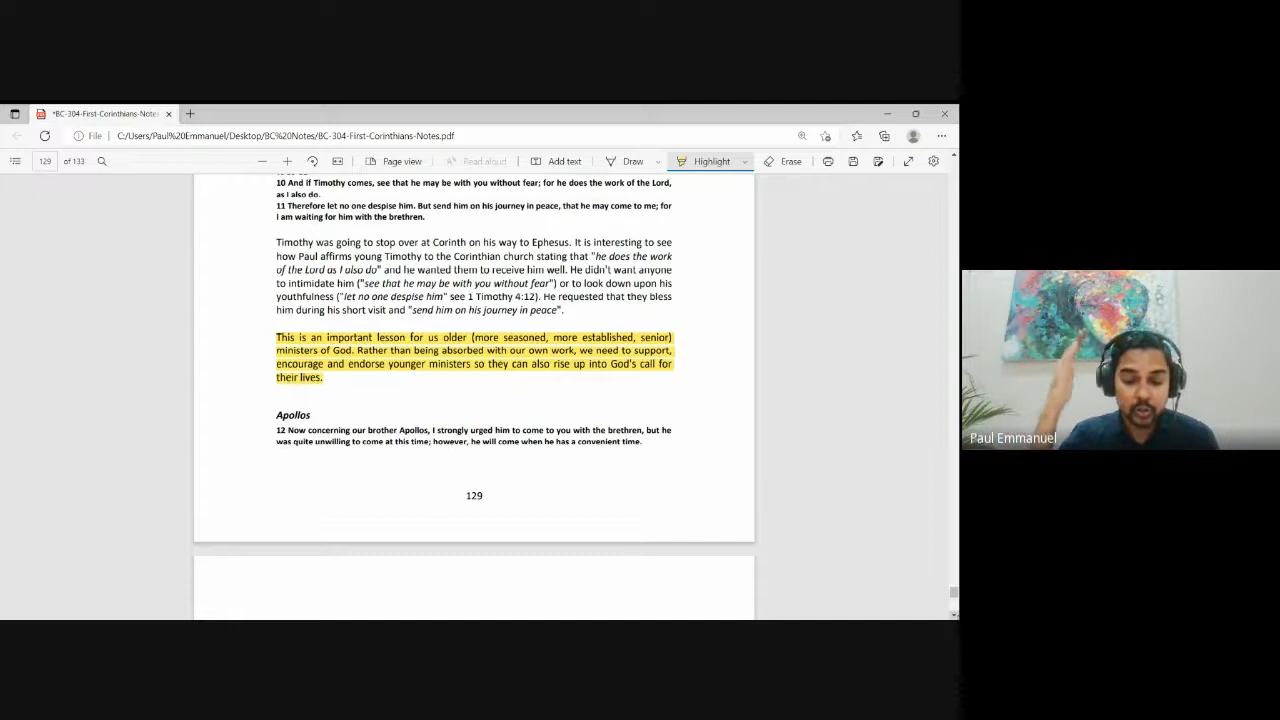 *BC-304-First-Corinthians-Notes
File
C:/Users/Paul%20Emmanuel/Desktop/BC%20Notes/BC-304-First-Corinthians-Notes.pdf
129 of 133
Page view
Read aloud
Add text
Draw
Highlight
Erase
10 And if Timothy comes, see that he may be with you without fear; for he does the work of the Lord,
as I also do.
11 Therefore let no one despise him. But send him on his journey in peace, that he may come to me; for
I am waiting for him with the brethren.
Timothy was going to stop over at Corinth on his way to Ephesus. It is interesting to see
how Paul affirms young Timothy to the Corinthian church stating that "he does the work
of the Lord as I also do" and he wanted them to receive him well. He didn't want anyone
to intimidate him ("see that he may be with you without fear") or to look down upon his
youthfulness ("let no one despise him" see 1 Timothy 4:12). He requested that they bless
him during his short visit and "send him on his journey in peace".
This is an important lesson for us older (more seasoned, more established, senior)
ministers of God. Rather than being absorbed with our own work, we need to support,
encourage and endorse younger ministers so they can also rise up into God's call for
their lives.
Apollos
12 Now concerning our brother Apollos, I strongly urged him to come to you with the brethren, but he
was quite unwilling to come at this time; however, he will come when he has a convenient time.
129
Paul Emmanuel